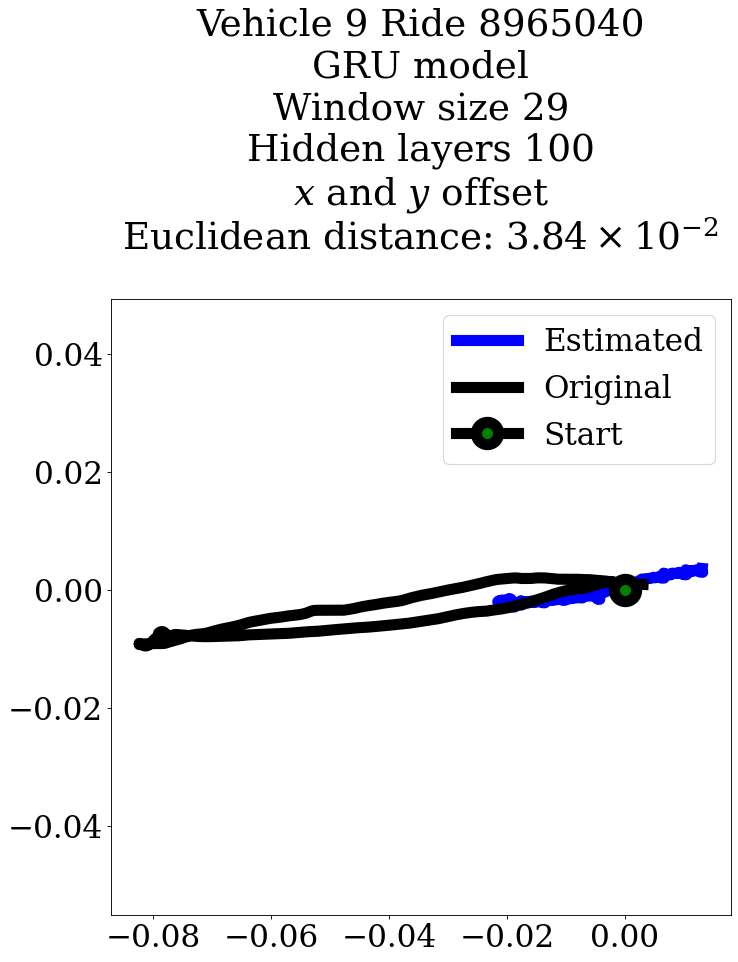 Vehicle 9 Ride 8965040
GRU model
Window size 29
Hidden layers 100
x and y offset
Euclidean distance: 3.84 × 10⁻²
Estimated
Original
Start
0.04
0.02
0.00
−0.02
−0.04
−0.08 −0.06 −0.04 −0.02 0.00